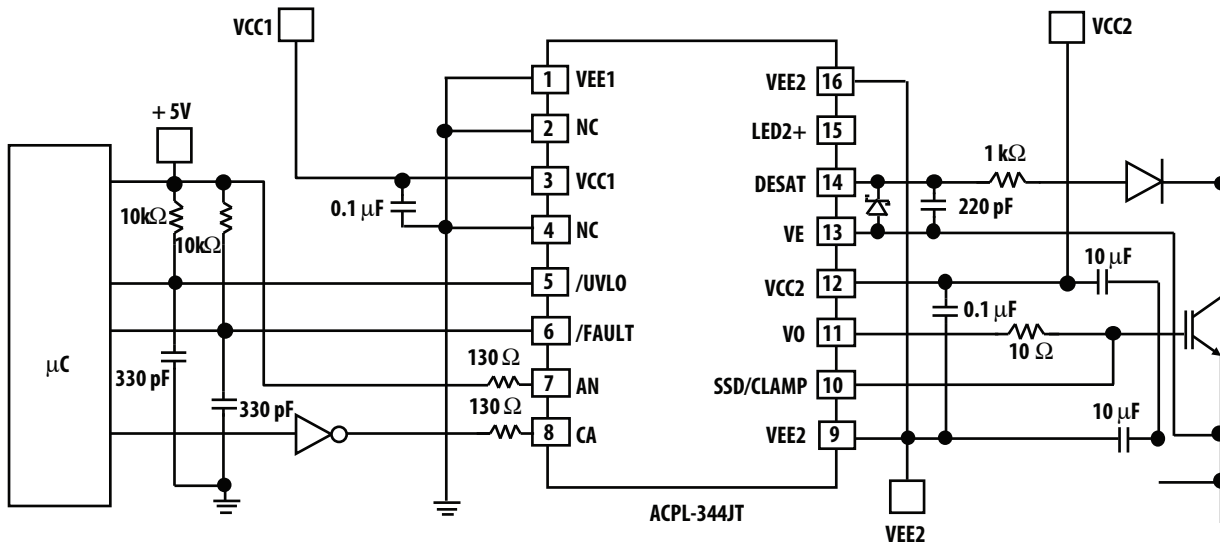 VCC1
VCC2
+ 5V
1 VEE1
2 NC
3 VCC1
4 NC
5 /UVLO
6 /FAULT
7 AN
8 CA
VEE2 16
LED2+ 15
DESAT 14
VE 13
VCC2 12
VO 11
SSD/CLAMP 10
VEE2 9
0.1 μF
10kΩ
10kΩ
μC
330 pF
330 pF
130 Ω
130 Ω
1 kΩ
220 pF
10 μF
0.1 μF
10 Ω
10 μF
ACPL-344JT
VEE2